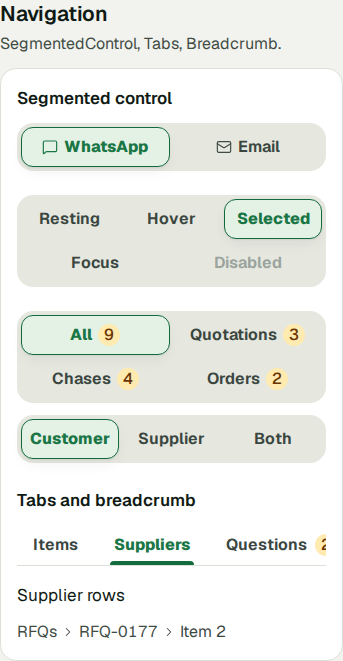 Navigation
SegmentedControl, Tabs, Breadcrumb.
Segmented control
WhatsApp Email
Resting Hover Selected
Focus Disabled
All 9 Quotations 3
Chases 4 Orders 2
Customer Supplier Both
Tabs and breadcrumb
Items Suppliers Questions 2
Supplier rows
RFQs > RFQ-0177 > Item 2